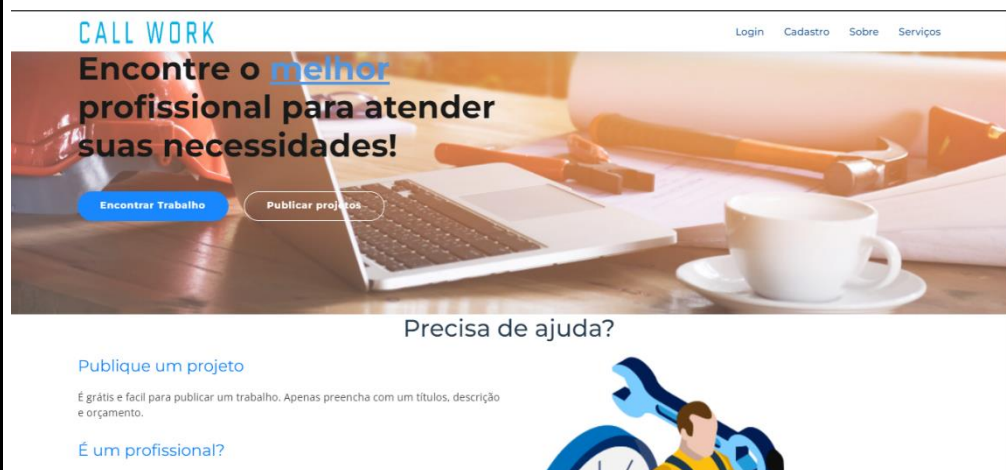 CALL WORK
Login Cadastro Sobre Serviços
Encontre o melhor
profissional para atender
suas necessidades!
Encontrar Trabalho
Publicar projetos
Precisa de ajuda?
Publique um projeto
É grátis e facil para publicar um trabalho. Apenas preencha com um títulos, descrição
e orçamento.
É um profissional?